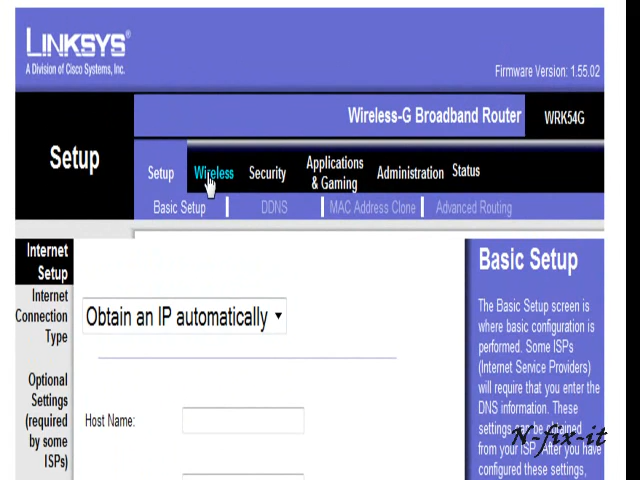 LINKSYS®
A Division of Cisco Systems, Inc.
Firmware Version: 1.55.02
Wireless-G Broadband Router WRK54G
Setup
Setup Wireless Security Applications & Gaming Administration Status
Basic Setup DDNS MAC Address Clone Advanced Routing
Internet
Setup
Internet
Connection
Type
Obtain an IP automatically
Optional
Settings
(required
by some
ISPs)
Host Name:
Basic Setup
The Basic Setup screen is
where basic configuration is
performed. Some ISPs
(Internet Service Providers)
will require that you enter the
DNS information. These
settings can be obtained
from your ISP. After you have
configured these settings,
N-fix-it